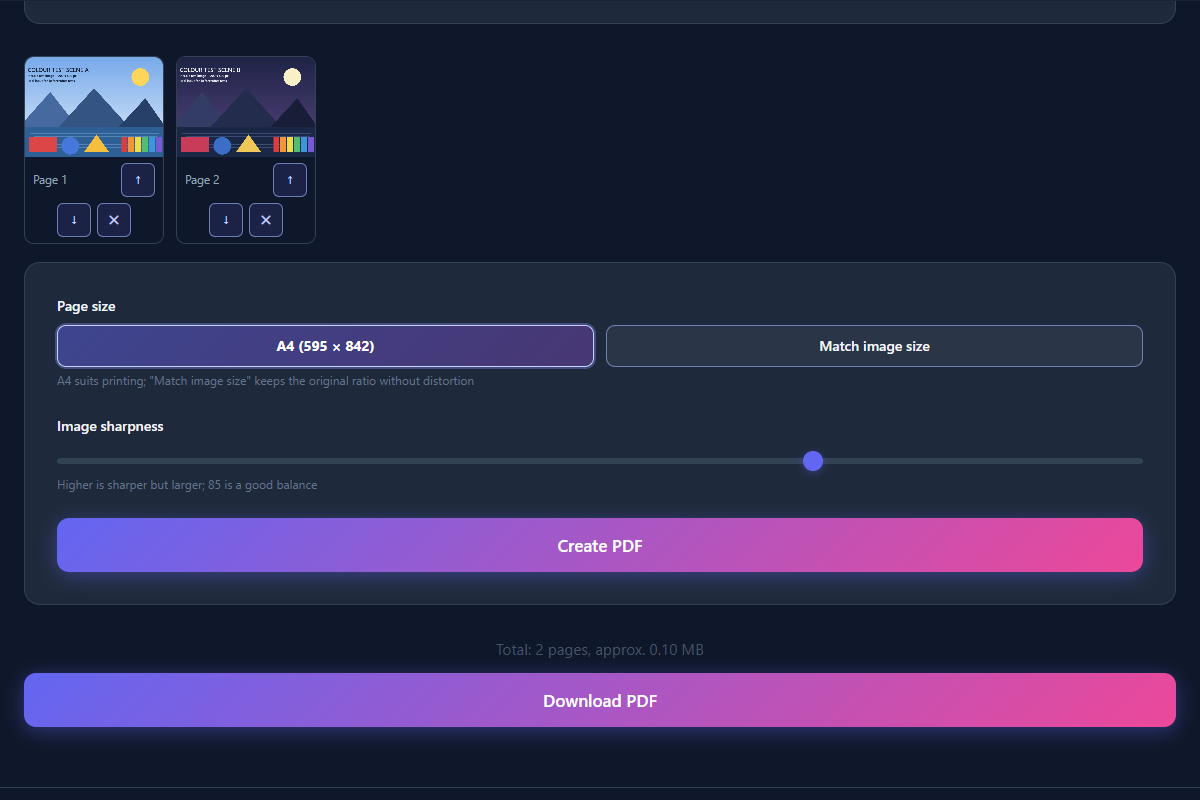 COLOUR TEST SCENE A
COLOUR TEST SCENE B
Page 1
↑
↓
✕
Page 2
↑
↓
✕
Page size
A4 (595 × 842)
Match image size
A4 suits printing; "Match image size" keeps the original ratio without distortion
Image sharpness
Higher is sharper but larger; 85 is a good balance
Create PDF
Total: 2 pages, approx. 0.10 MB
Download PDF